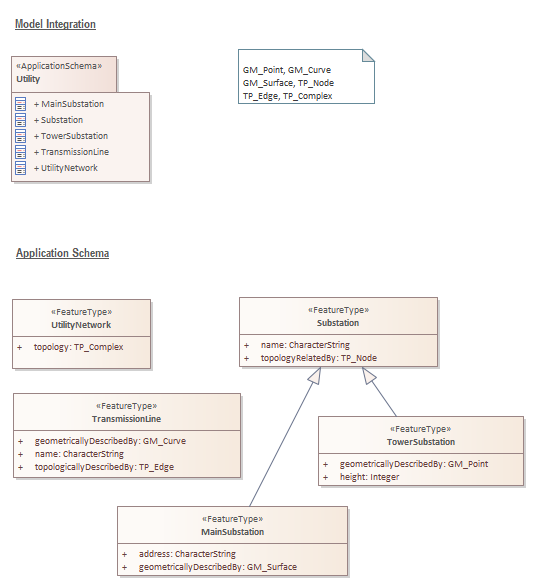 Model Integration
«ApplicationSchema»
Utility
+ MainSubstation
+ Substation
+ TowerSubstation
+ TransmissionLine
+ UtilityNetwork
GM_Point, GM_Curve
GM_Surface, TP_Node
TP_Edge, TP_Complex
Application Schema
«FeatureType»
UtilityNetwork
+ topology: TP_Complex
«FeatureType»
Substation
+ name: CharacterString
+ topologyRelatedBy: TP_Node
«FeatureType»
TransmissionLine
+ geometricallyDescribedBy: GM_Curve
+ name: CharacterString
+ topologicallyDescribedBy: TP_Edge
«FeatureType»
TowerSubstation
+ geometricallyDescribedBy: GM_Point
+ height: Integer
«FeatureType»
MainSubstation
+ address: CharacterString
+ geometricallyDescribedBy: GM_Surface